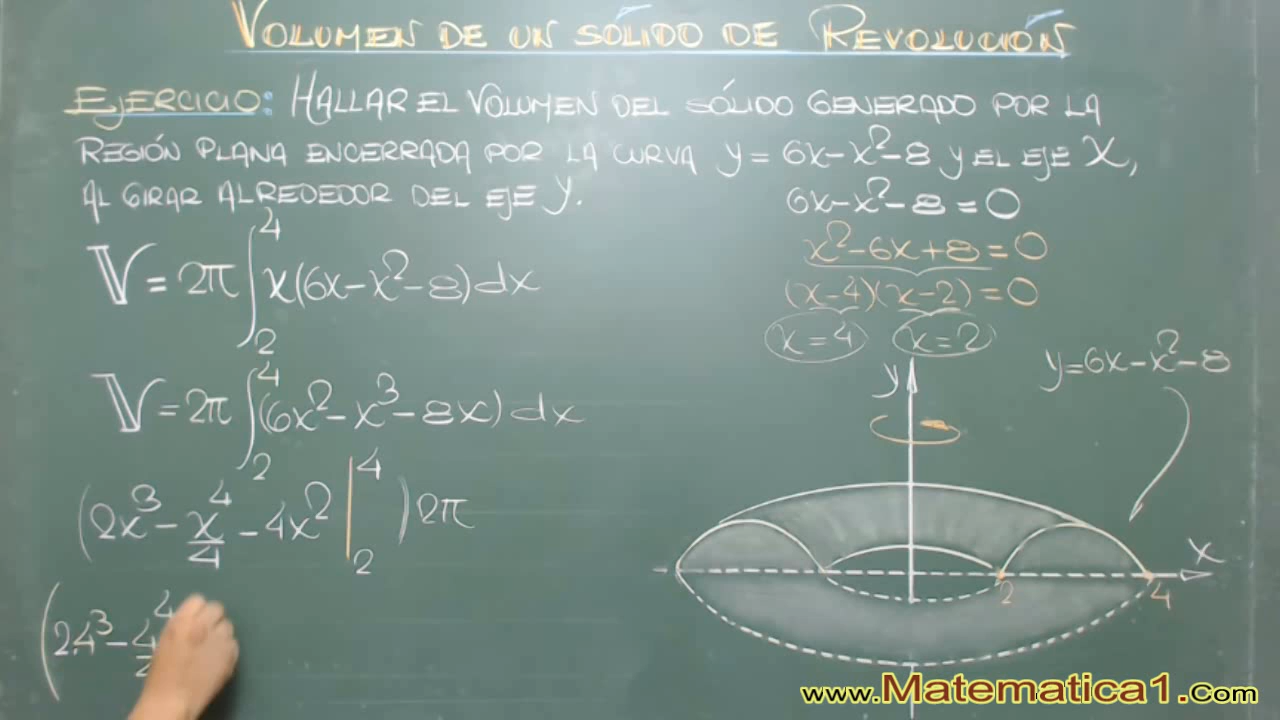 VOLUMEN DE UN SÓLIDO DE REVOLUCIÓN
EJERCICIO: HALLAR EL VOLUMEN DEL SÓLIDO GENERADO POR LA
REGIÓN PLANA ENCERRADA POR LA CURVA y = 6x-x²-8 Y EL EJE X,
AL GIRAR ALREDEDOR DEL EJE Y.
V = 2π ∫₂⁴ x(6x-x²-8)dx
V = 2π ∫₂⁴ (6x²-x³-8x)dx
(2x³ - x⁴/4 - 4x² |₂⁴ ) 2π
(2.4³ - 4⁴
6x-x²-8=0
x²-6x+8=0
(x-4)(x-2)=0
x=4 x=2
y=6x-x²-8
y
x
2 4
www.Matematica1.Com